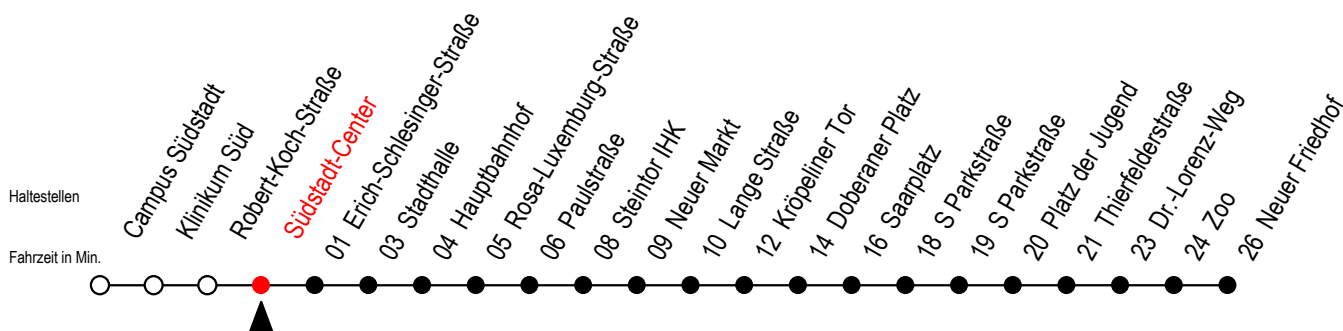 Haltestellen
Fahrzeit in Min.
Campus Südstadt
Klinikum Süd
Robert-Koch-Straße
Südstadt-Center
01 Erich-Schlesinger-Straße
03 Stadthalle
04 Hauptbahnhof
05 Rosa-Luxemburg-Straße
06 Paulstraße
08 Steintor IHK
09 Neuer Markt
10 Lange Straße
12 Kröpeliner Tor
14 Doberaner Platz
16 Saarplatz
18 S Parkstraße
19 S Parkstraße
20 Platz der Jugend
21 Thierfelderstraße
23 Dr.-Lorenz-Weg
24 Zoo
26 Neuer Friedhof